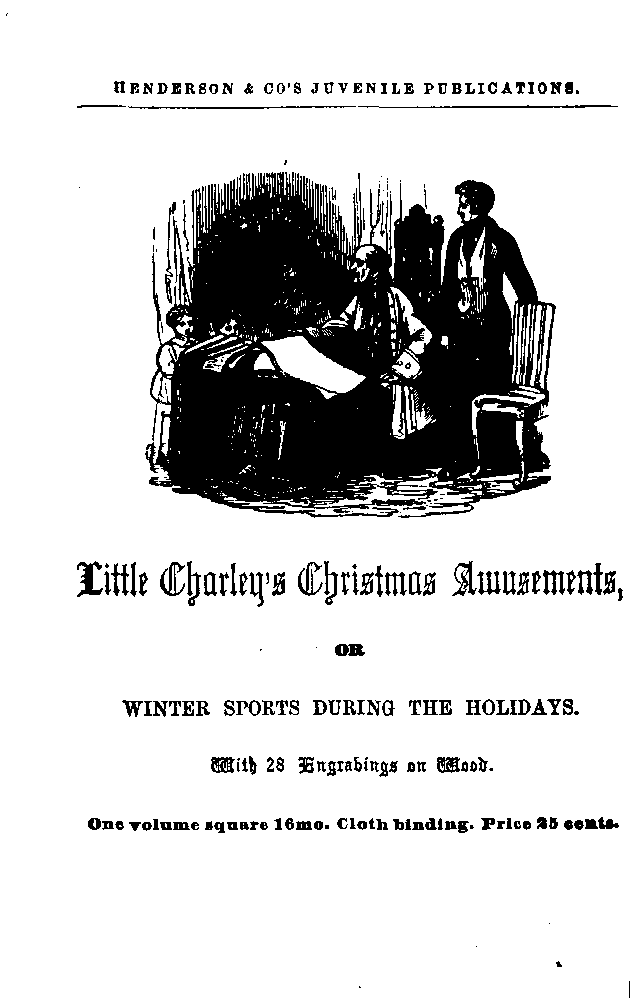 HENDERSON & CO'S JUVENILE PUBLICATIONS.
Little Charley's Christmas Amusements,
OR
WINTER SPORTS DURING THE HOLIDAYS.
With 28 Engravings on Wood.
One volume square 16mo. Cloth binding. Price 25 cents.